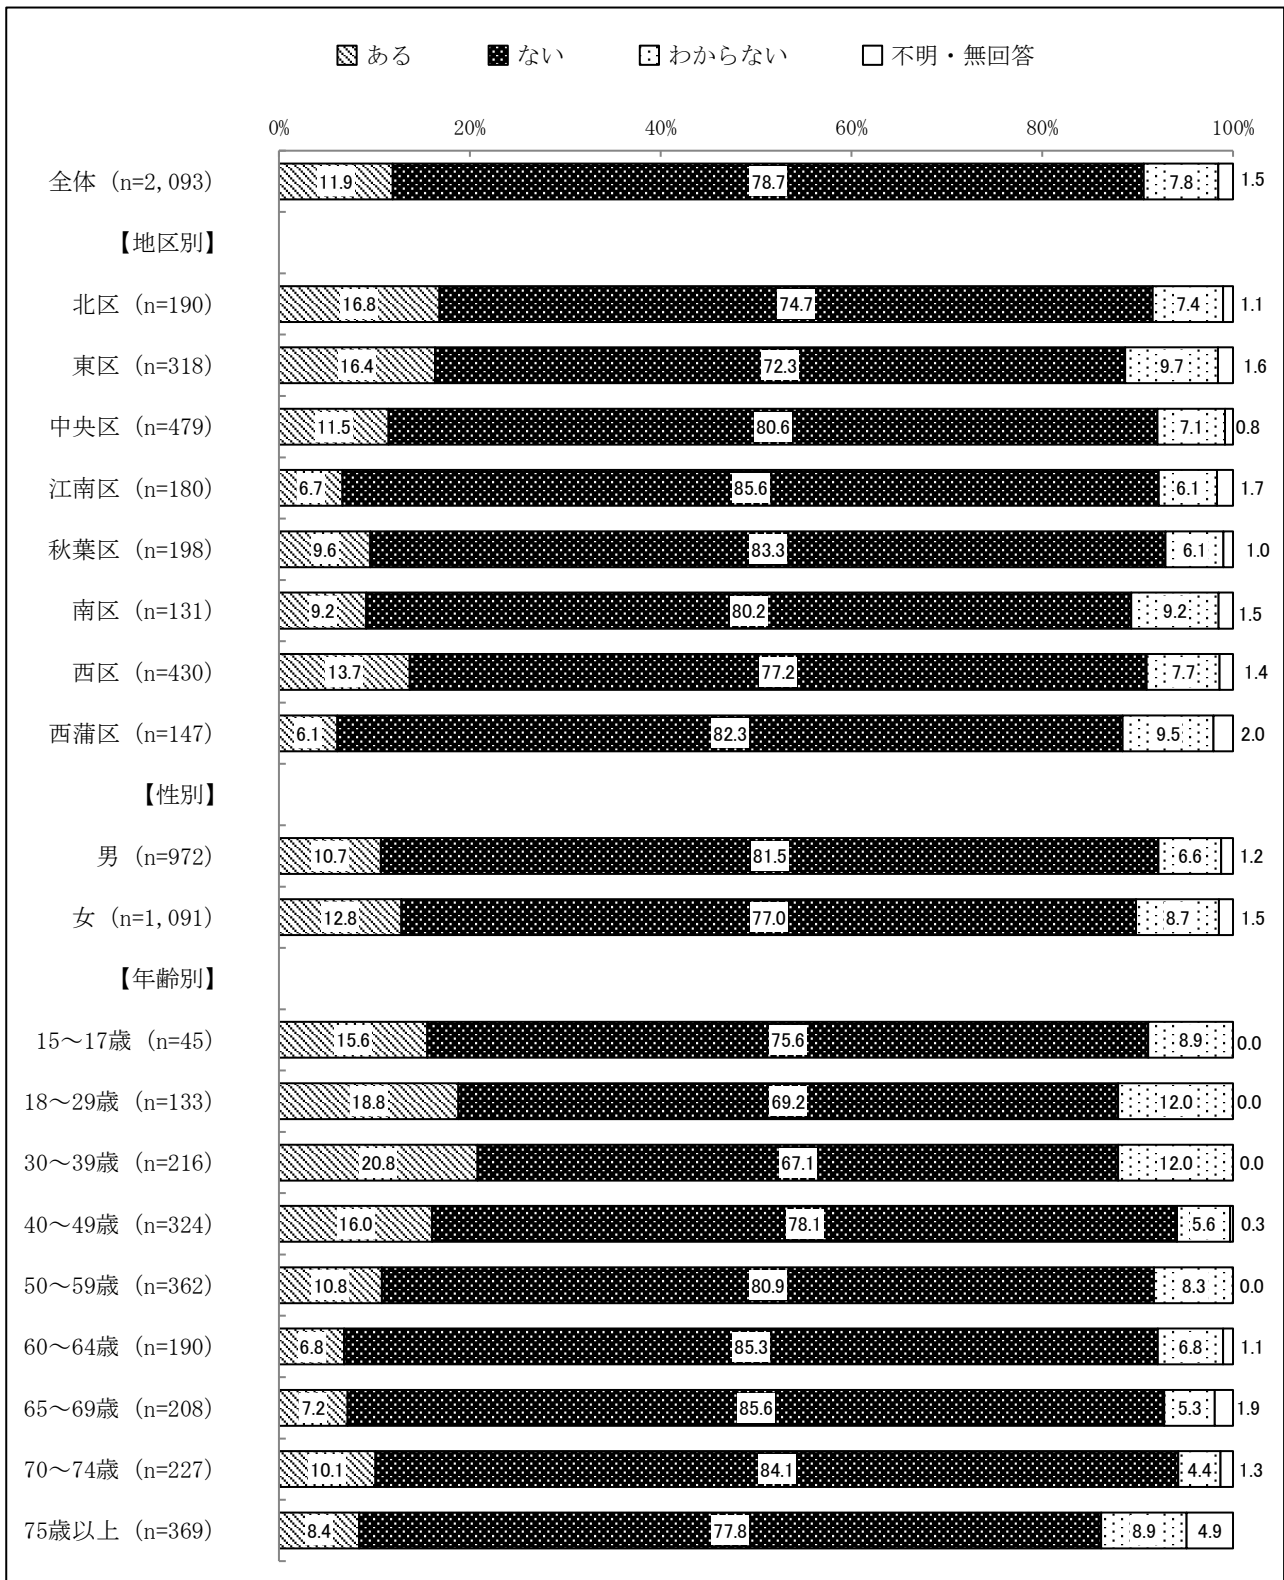 ある ない わからない 不明・無回答
0% 20% 40% 60% 80% 100%
全体 (n=2,093) 11.9 78.7 7.8 1.5
【地区別】
北区 (n=190) 16.8 74.7 7.4 1.1
東区 (n=318) 16.4 72.3 9.7 1.6
中央区 (n=479) 11.5 80.6 7.1 0.8
江南区 (n=180) 6.7 85.6 6.1 1.7
秋葉区 (n=198) 9.6 83.3 6.1 1.0
南区 (n=131) 9.2 80.2 9.2 1.5
西区 (n=430) 13.7 77.2 7.7 1.4
西蒲区 (n=147) 6.1 82.3 9.5 2.0
【性別】
男 (n=972) 10.7 81.5 6.6 1.2
女 (n=1,091) 12.8 77.0 8.7 1.5
【年齢別】
15～17歳 (n=45) 15.6 75.6 8.9 0.0
18～29歳 (n=133) 18.8 69.2 12.0 0.0
30～39歳 (n=216) 20.8 67.1 12.0 0.0
40～49歳 (n=324) 16.0 78.1 5.6 0.3
50～59歳 (n=362) 10.8 80.9 8.3 0.0
60～64歳 (n=190) 6.8 85.3 6.8 1.1
65～69歳 (n=208) 7.2 85.6 5.3 1.9
70～74歳 (n=227) 10.1 84.1 4.4 1.3
75歳以上 (n=369) 8.4 77.8 8.9 4.9